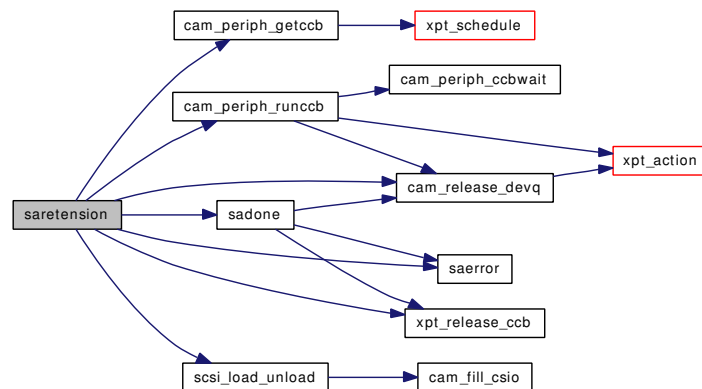 cam_periph_getccb
xpt_schedule
cam_periph_ccbwait
cam_periph_runccb
xpt_action
cam_release_devq
saretension
sadone
saerror
xpt_release_ccb
scsi_load_unload
cam_fill_csio